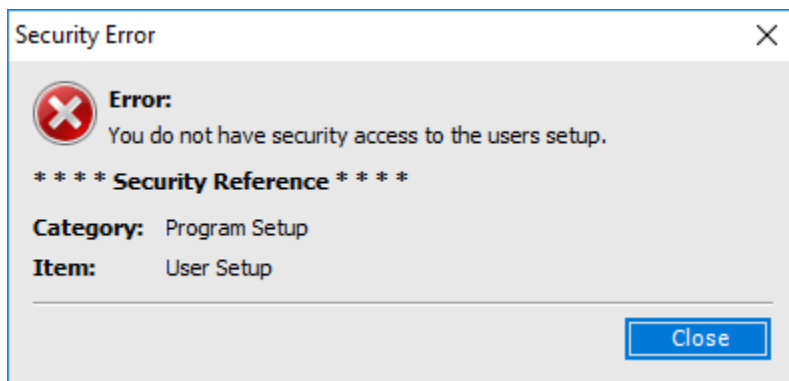 Security Error
Error:
You do not have security access to the users setup.
* * * * Security Reference * * * *
Category: Program Setup
Item: User Setup
Close